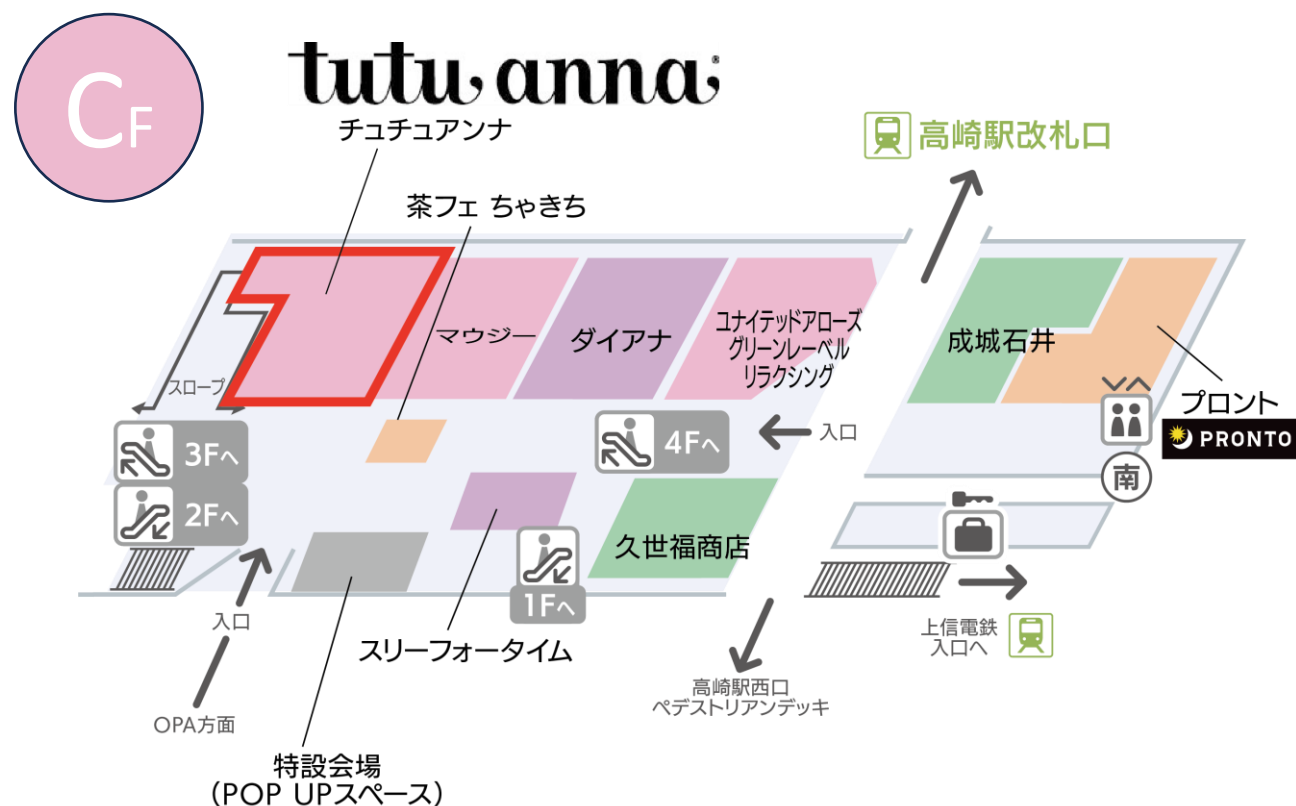 CF
tutu anna®
チュチュアンナ
高崎駅改札口
茶フェ ちゃきち
マウジー
ダイアナ
ユナイテッドアローズ
グリーンレーベル
リラクシング
成城石井
スロープ
プロント
PRONTO
3Fへ
4Fへ
入口
南
2Fへ
久世福商店
1Fへ
入口
スリーフォータイム
上信電鉄
入口へ
高崎駅西口
ペデストリアンデッキ
OPA方面
特設会場
(POP UPスペース)